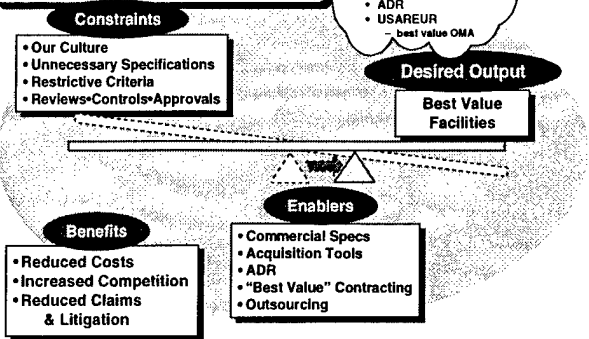 • ADR
• USAREUR
– best value OMA
Constraints
• Our Culture
• Unnecessary Specifications
• Restrictive Criteria
• Reviews•Controls•Approvals
Desired Output
Best Value
Facilities
Enablers
• Commercial Specs
• Acquisition Tools
• ADR
• "Best Value" Contracting
• Outsourcing
Benefits
• Reduced Costs
• Increased Competition
• Reduced Claims
& Litigation